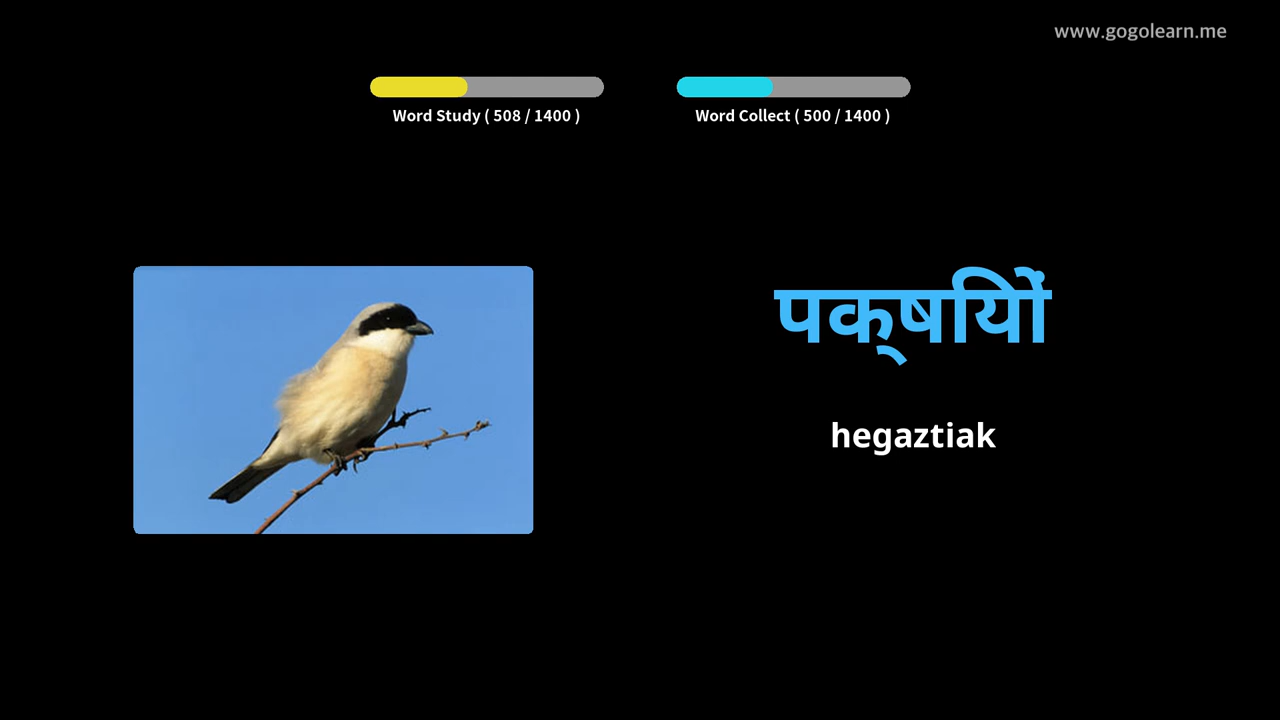 www.gogolearn.me
Word Study ( 508 / 1400 )
Word Collect ( 500 / 1400 )
पक्षियों
hegaztiak